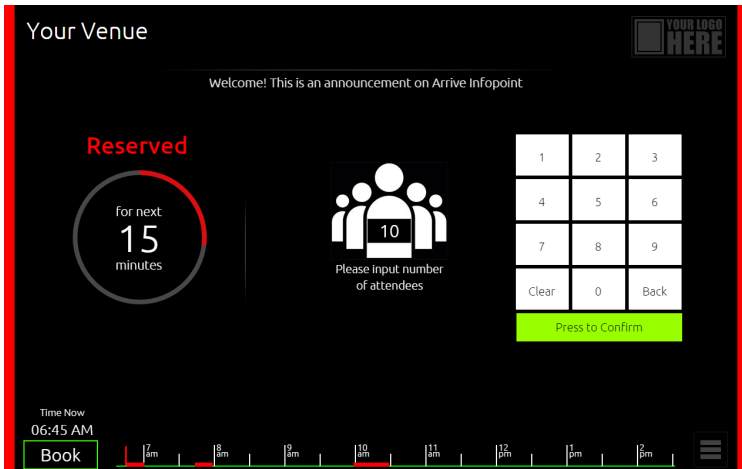 Your Venue
YOUR LOGO
HERE
Welcome! This is an announcement on Arrive Infopoint
Reserved
for next
15
minutes
10
Please input number
of attendees
1 2 3
4 5 6
7 8 9
Clear 0 Back
Press to Confirm
Time Now
06:45 AM
Book
7 am 8 am 9 am 10 am 11 am 12 pm 1 pm 2 pm